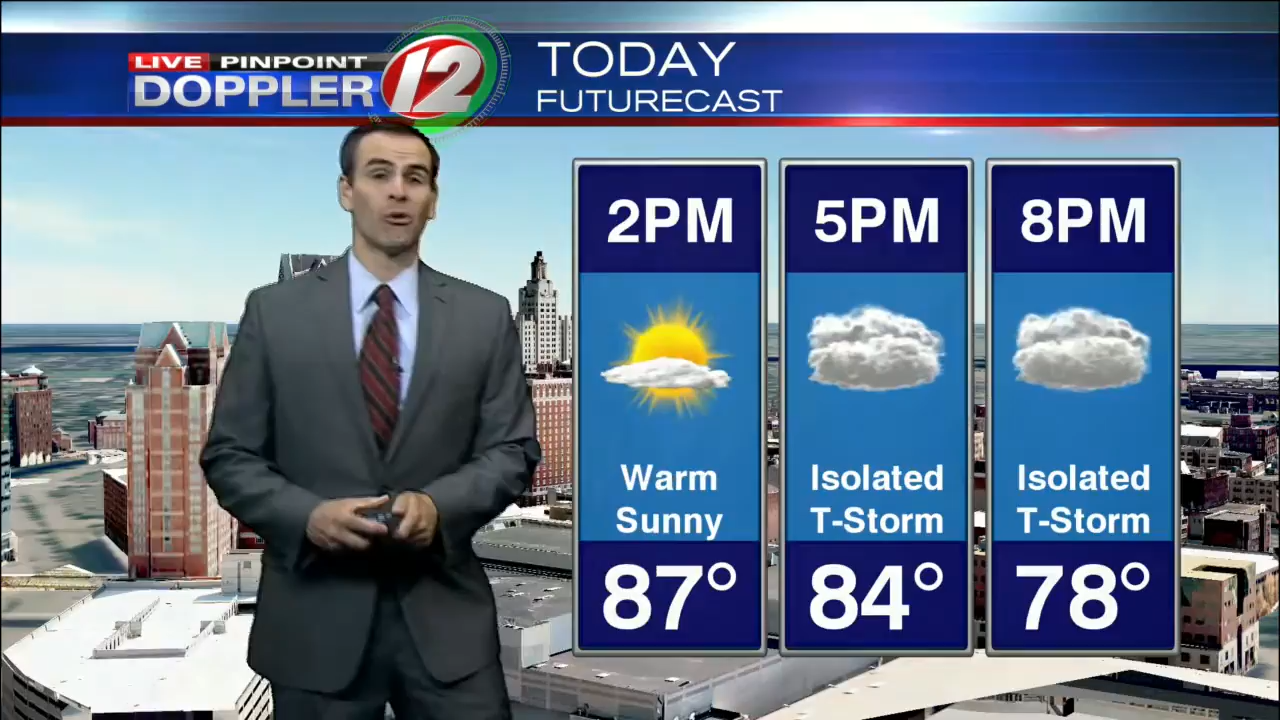 LIVE PINPOINT
DOPPLER 12
TODAY
FUTURECAST
2PM
Warm
Sunny
87°
5PM
Isolated
T-Storm
84°
8PM
Isolated
T-Storm
78°